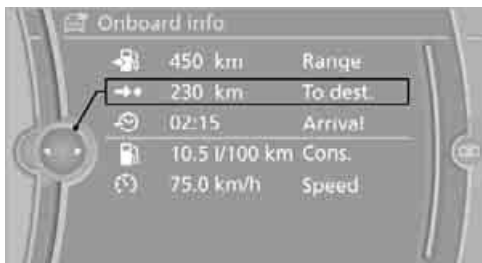 Onboard info
450 km Range
230 km To dest.
02:15 Arrival
10.5 l/100 km Cons.
75.0 km/h Speed